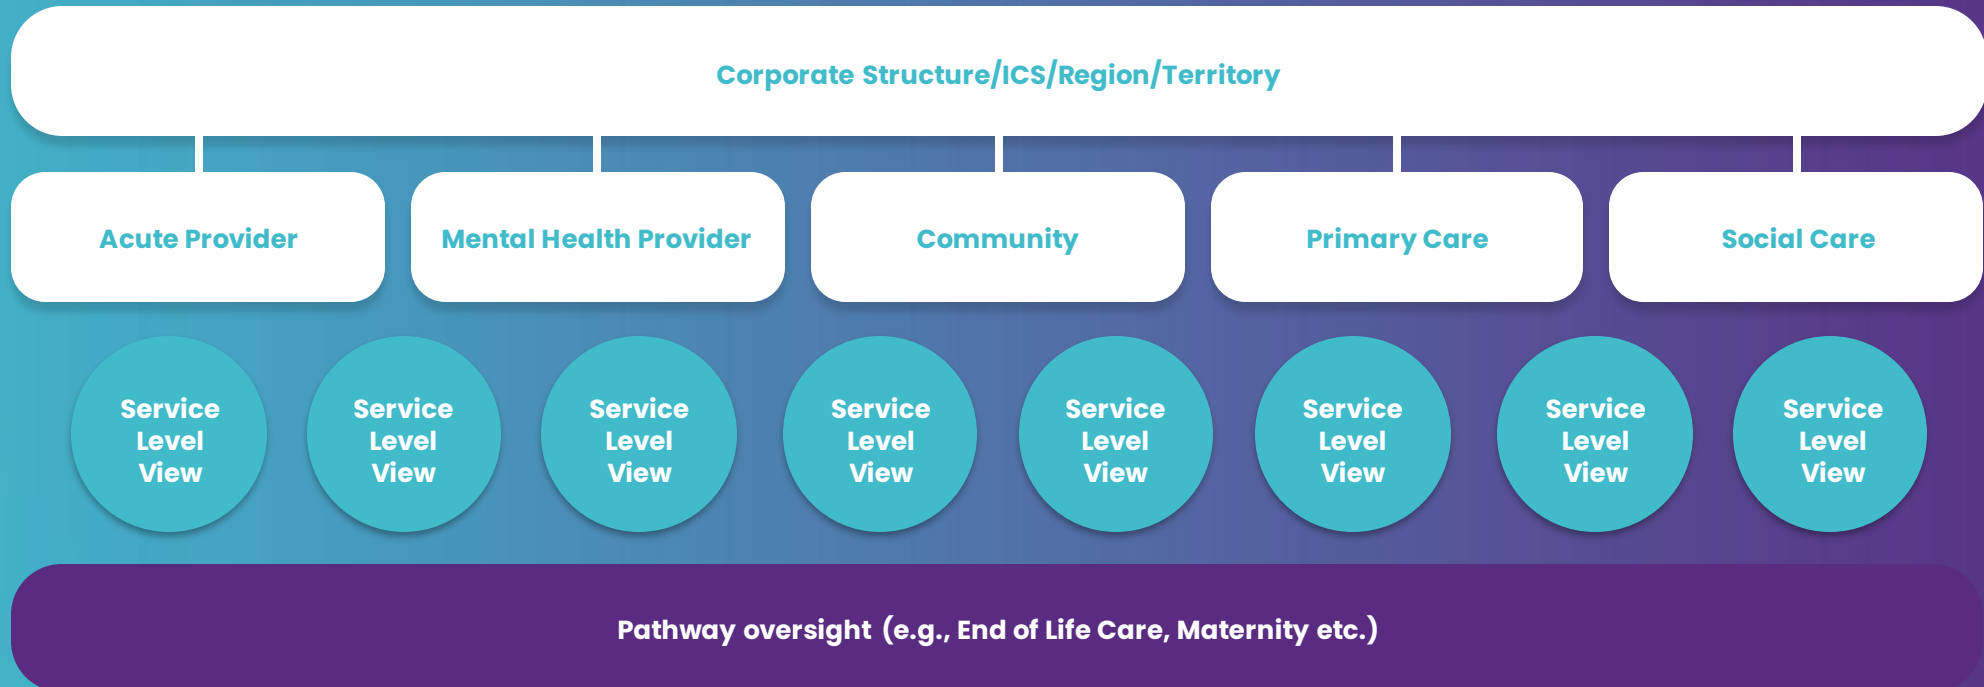 Corporate Structure/ICS/Region/Territory
Acute Provider
Mental Health Provider
Community
Primary Care
Social Care
Service
Level
View
Service
Level
View
Service
Level
View
Service
Level
View
Service
Level
View
Service
Level
View
Service
Level
View
Service
Level
View
Pathway oversight (e.g., End of Life Care, Maternity etc.)